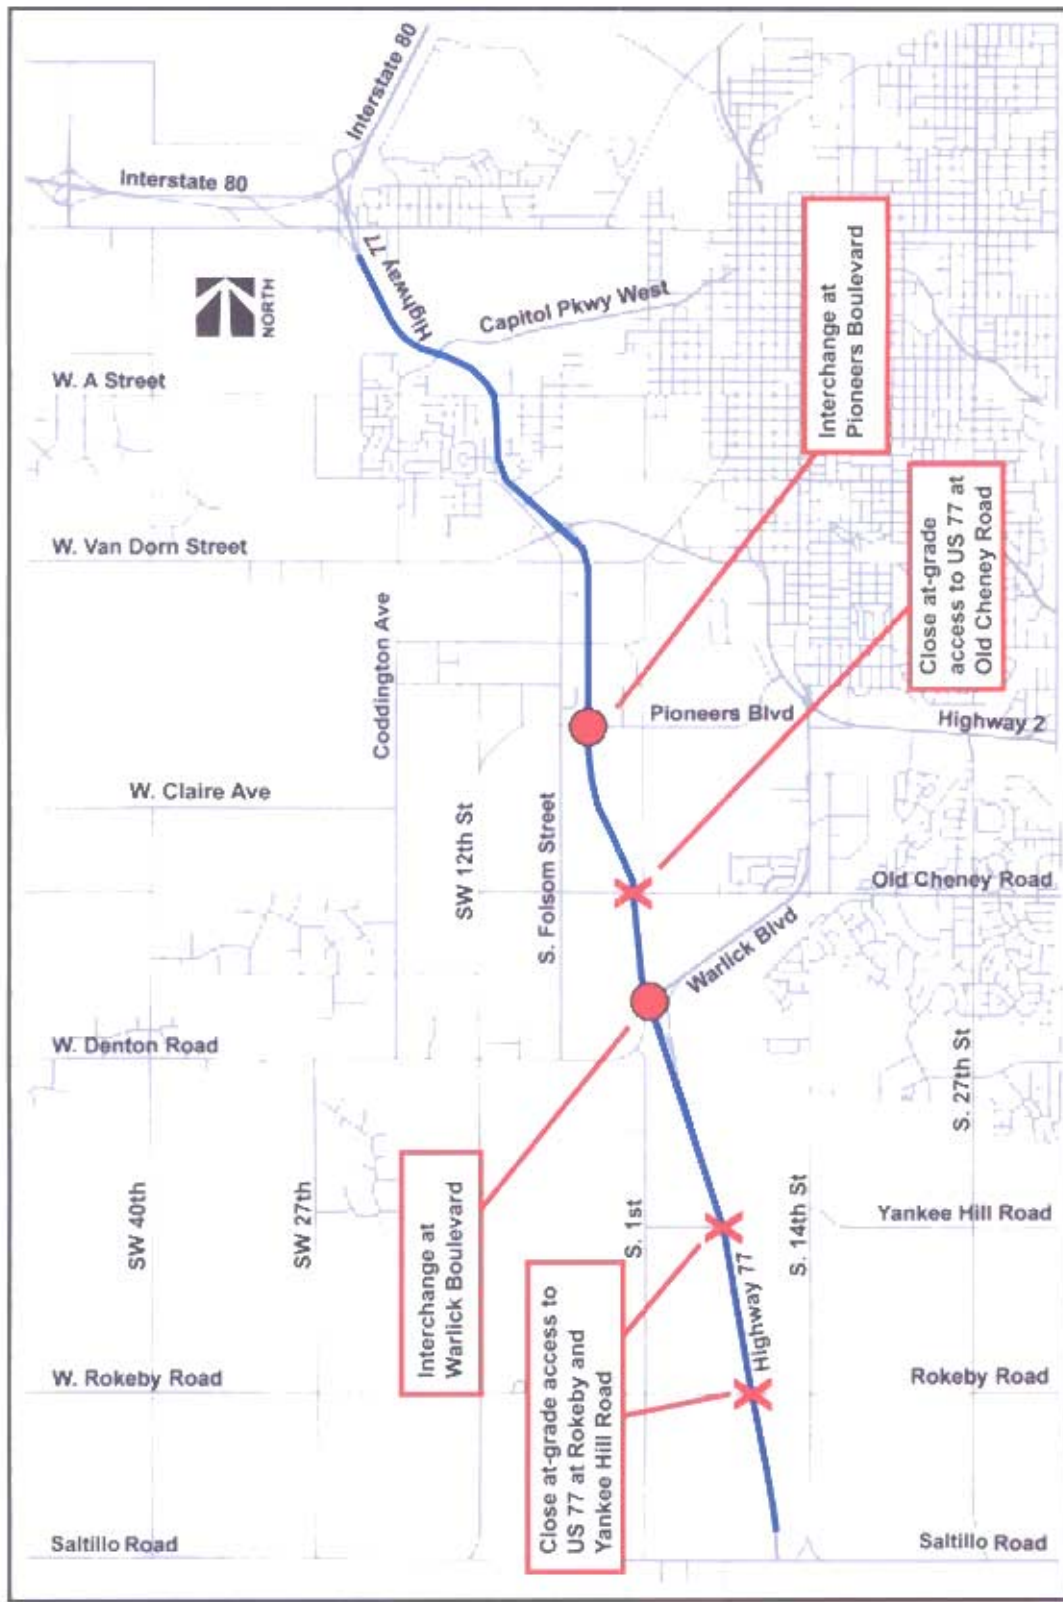 Interstate 80
Interstate 80
NORTH
Highway 77
Capitol Pkwy West
W. A Street
Interchange at
Pioneers Boulevard
W. Van Dorn Street
Close at-grade
access to US 77 at
Old Cheney Road
Coddington Ave
Pioneers Blvd
Highway 2
W. Claire Ave
SW 12th St
S. Folsom Street
Old Cheney Road
Warlick Blvd
W. Denton Road
S. 27th St
SW 40th
SW 27th
Interchange at
Warlick Boulevard
S. 1st
S. 14th St
Yankee Hill Road
Highway 77
Close at-grade access to
US 77 at Rokeby and
Yankee Hill Road
W. Rokeby Road
Rokeby Road
Saltillo Road
Saltillo Road